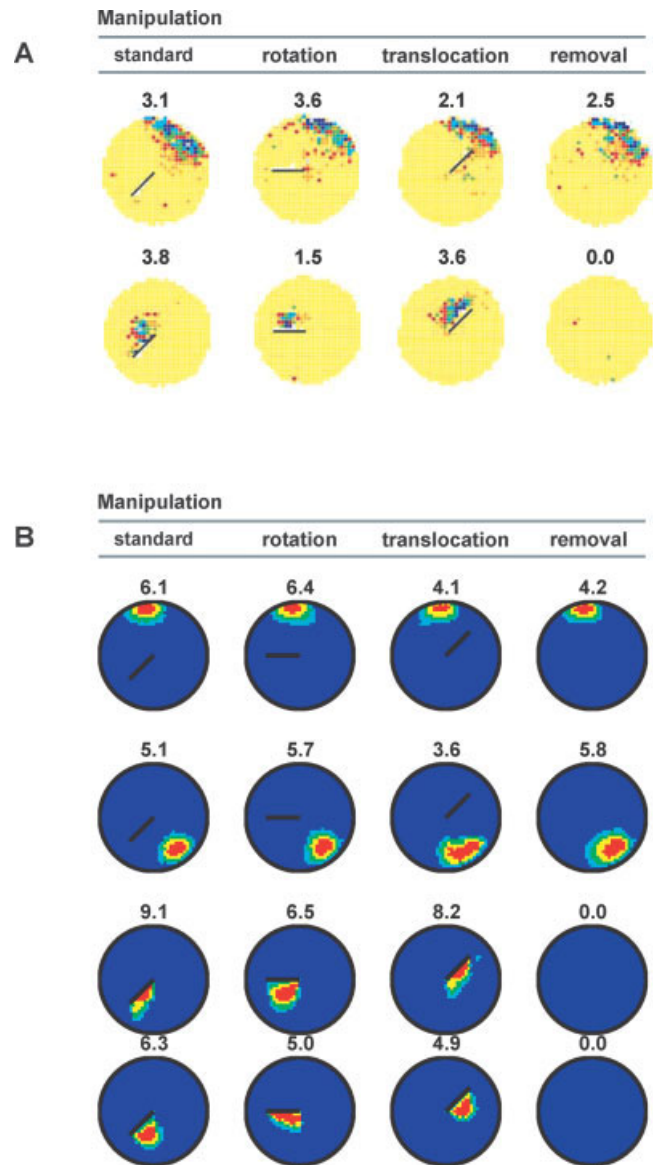 Manipulation
A
standard rotation translocation removal
3.1 3.6 2.1 2.5
3.8 1.5 3.6 0.0
Manipulation
B
standard rotation translocation removal
6.1 6.4 4.1 4.2
5.1 5.7 3.6 5.8
9.1 6.5 8.2 0.0
6.3 5.0 4.9 0.0